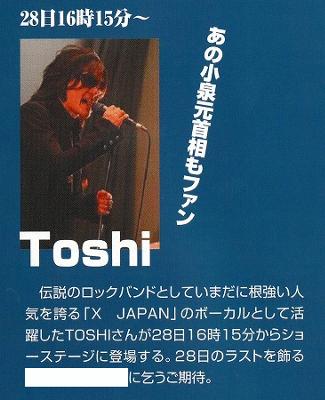 28日16時15分～
あの小泉元首相もファン
Toshi
伝説のロックバンドとしていまだに根強い人
気を誇る「X JAPAN」のボーカルとして活
躍したTOSHIさんが28日16時15分からショ
ーステージに登場する。28日のラストを飾る
に乞うご期待。